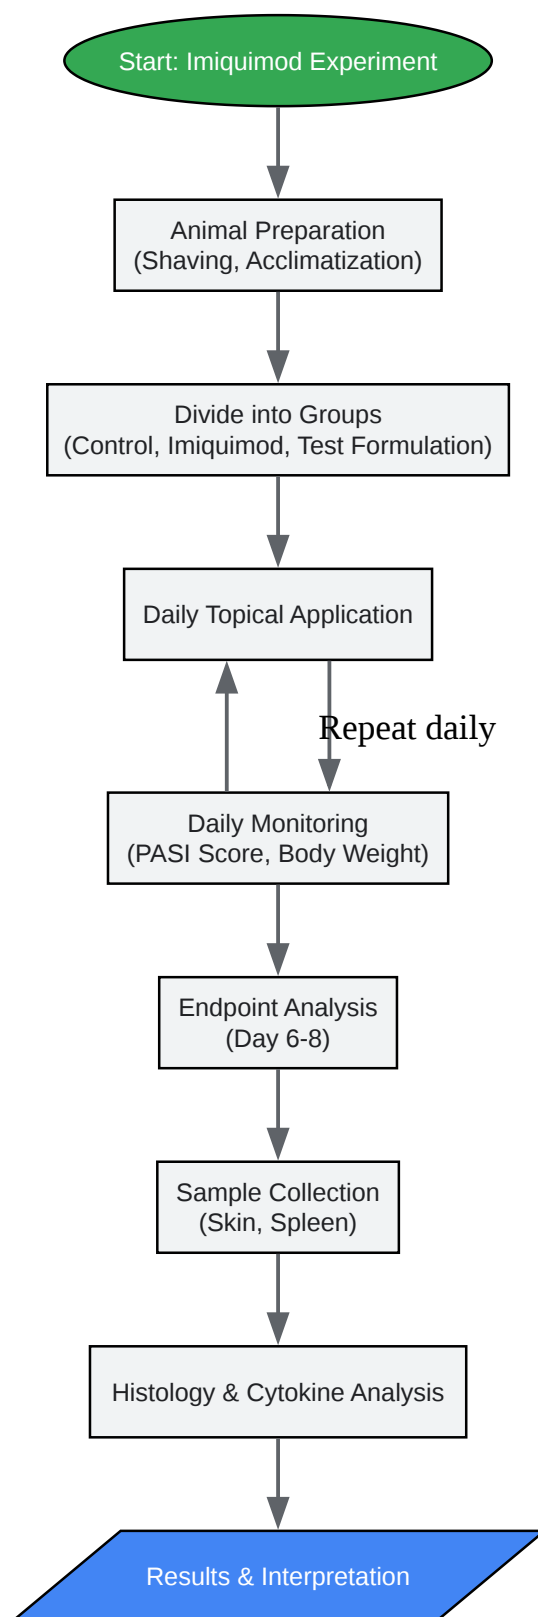 Start: Imiquimod Experiment
Animal Preparation
(Shaving, Acclimatization)
Divide into Groups
(Control, Imiquimod, Test Formulation)
Daily Topical Application
Repeat daily
Daily Monitoring
(PASI Score, Body Weight)
Endpoint Analysis
(Day 6-8)
Sample Collection
(Skin, Spleen)
Histology & Cytokine Analysis
Results & Interpretation